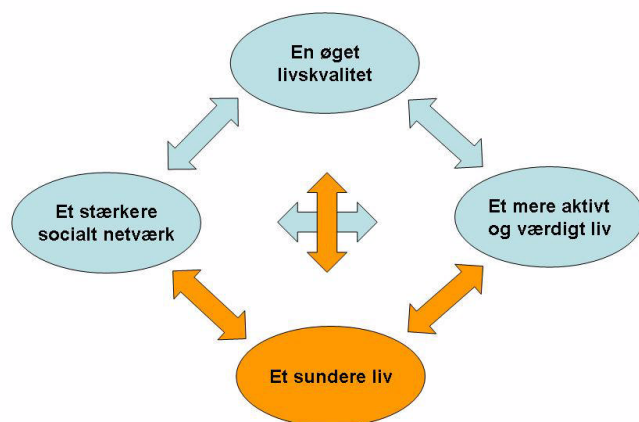 En øget
livskvalitet
Et stærkere
socialt netværk
Et mere aktivt
og værdigt liv
Et sundere liv